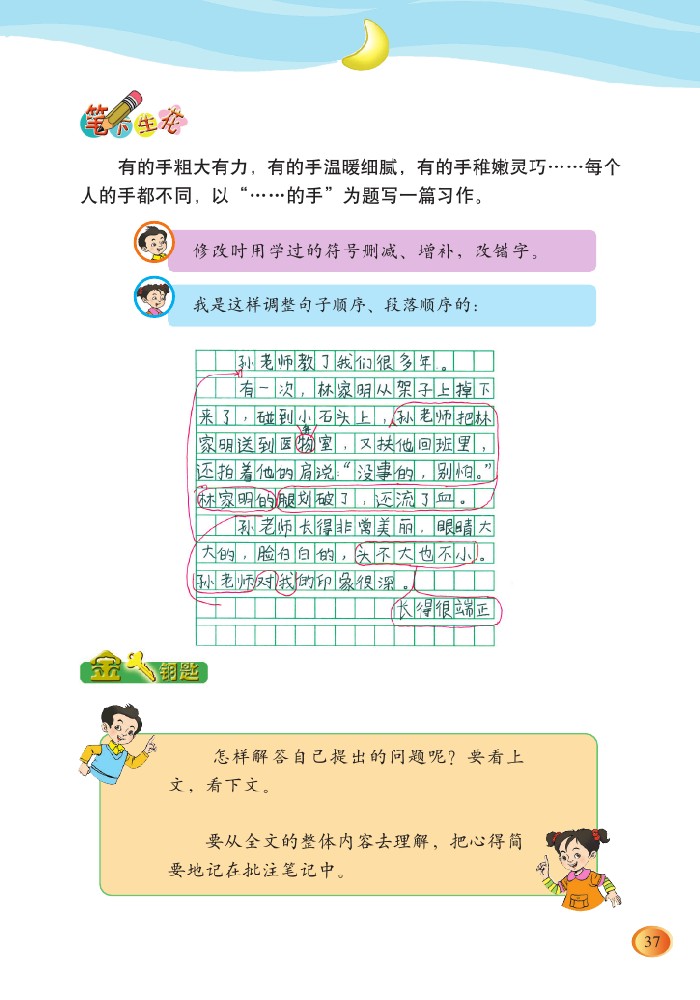 笔下生花
有的手粗大有力，有的手温暖细腻，有的手稚嫩灵巧……每个
人的手都不同，以“……的手”为题写一篇习作。
修改时用学过的符号删减、增补，改错字。
我是这样调整句子顺序、段落顺序的：
孙老师教了我们很多年。
有一次，林家明从架子上掉下
来了，碰到小石头上，孙老师把林
家明送到医物室，又扶他回班里，
还拍着他的肩说：“没事的，别怕。”
林家明的腿划破了，还流了血。
孙老师长得非常美丽，眼睛大
大的，脸白白的，头不大也不小。
孙老师对我的印象很深。
长得很端正
金钥匙
怎样解答自己提出的问题呢？要看上
文，看下文。
要从全文的整体内容去理解，把心得简
要地记在批注笔记中。
37